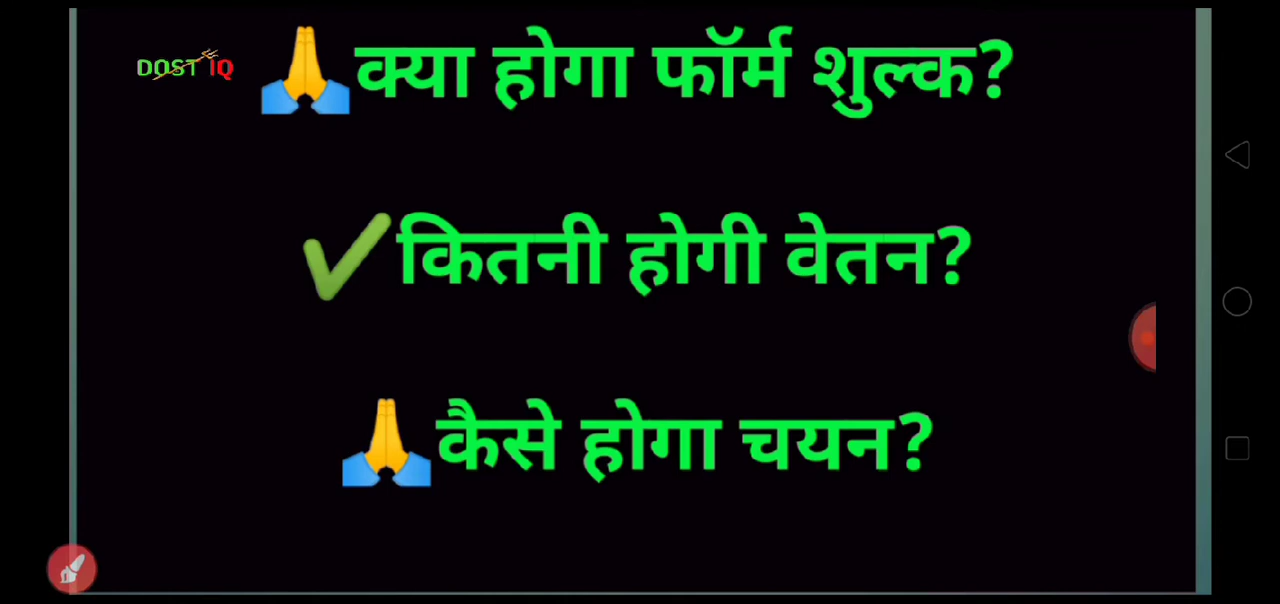 DOST IQ
🙏क्या होगा फॉर्म शुल्क?
✔कितनी होगी वेतन?
🙏कैसे होगा चयन?